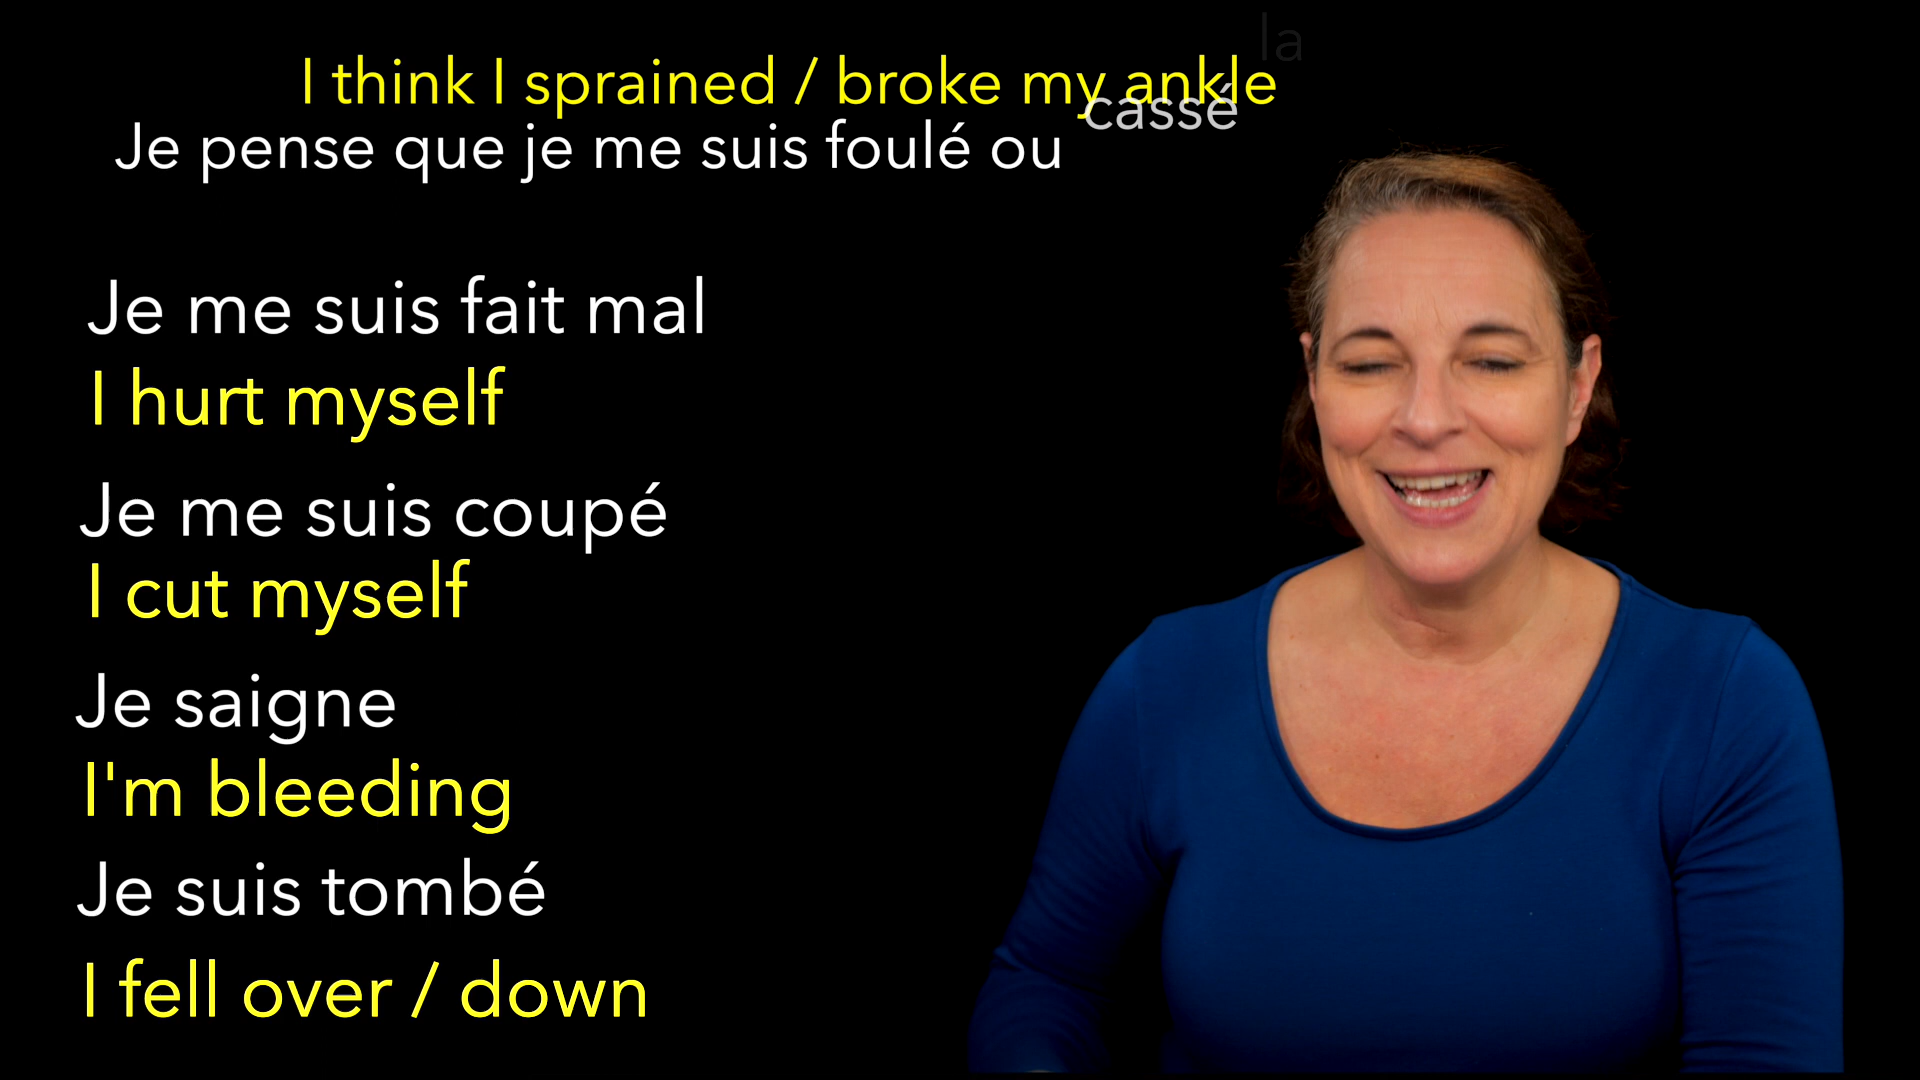 la
I think I sprained / broke my ankle
cassé
Je pense que je me suis foulé ou
Je me suis fait mal
I hurt myself
Je me suis coupé
I cut myself
Je saigne
I'm bleeding
Je suis tombé
I fell over / down